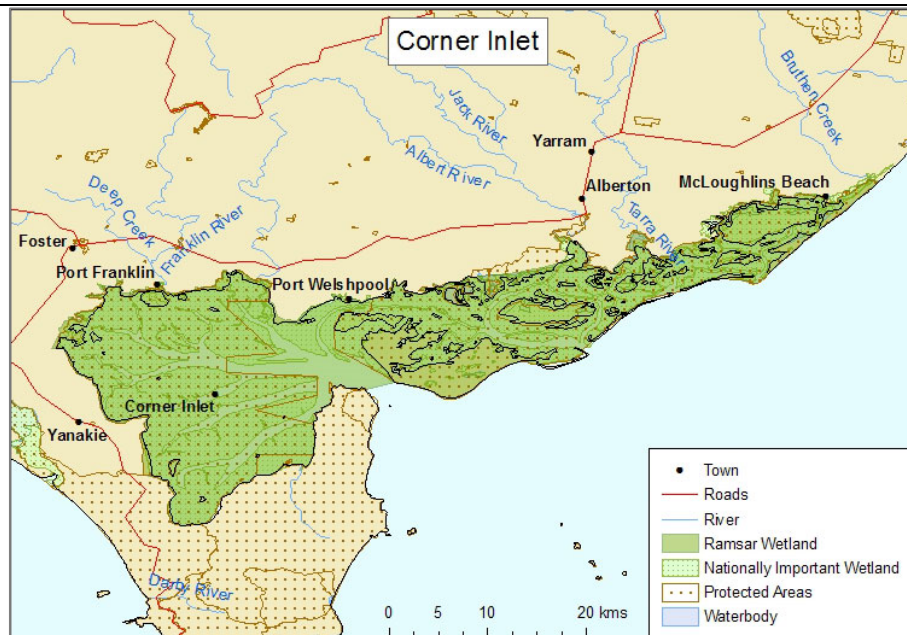 Corner Inlet
Jack River
Bruthen Creek
Yarram
Albert River
Alberton
McLoughlins Beach
Deep Creek
Franklin River
Tarra River
Foster
Port Franklin
Port Welshpool
Corner Inlet
Yanakie
Darby River
0 5 10 20 kms
Town
Roads
River
Ramsar Wetland
Nationally Important Wetland
Protected Areas
Waterbody